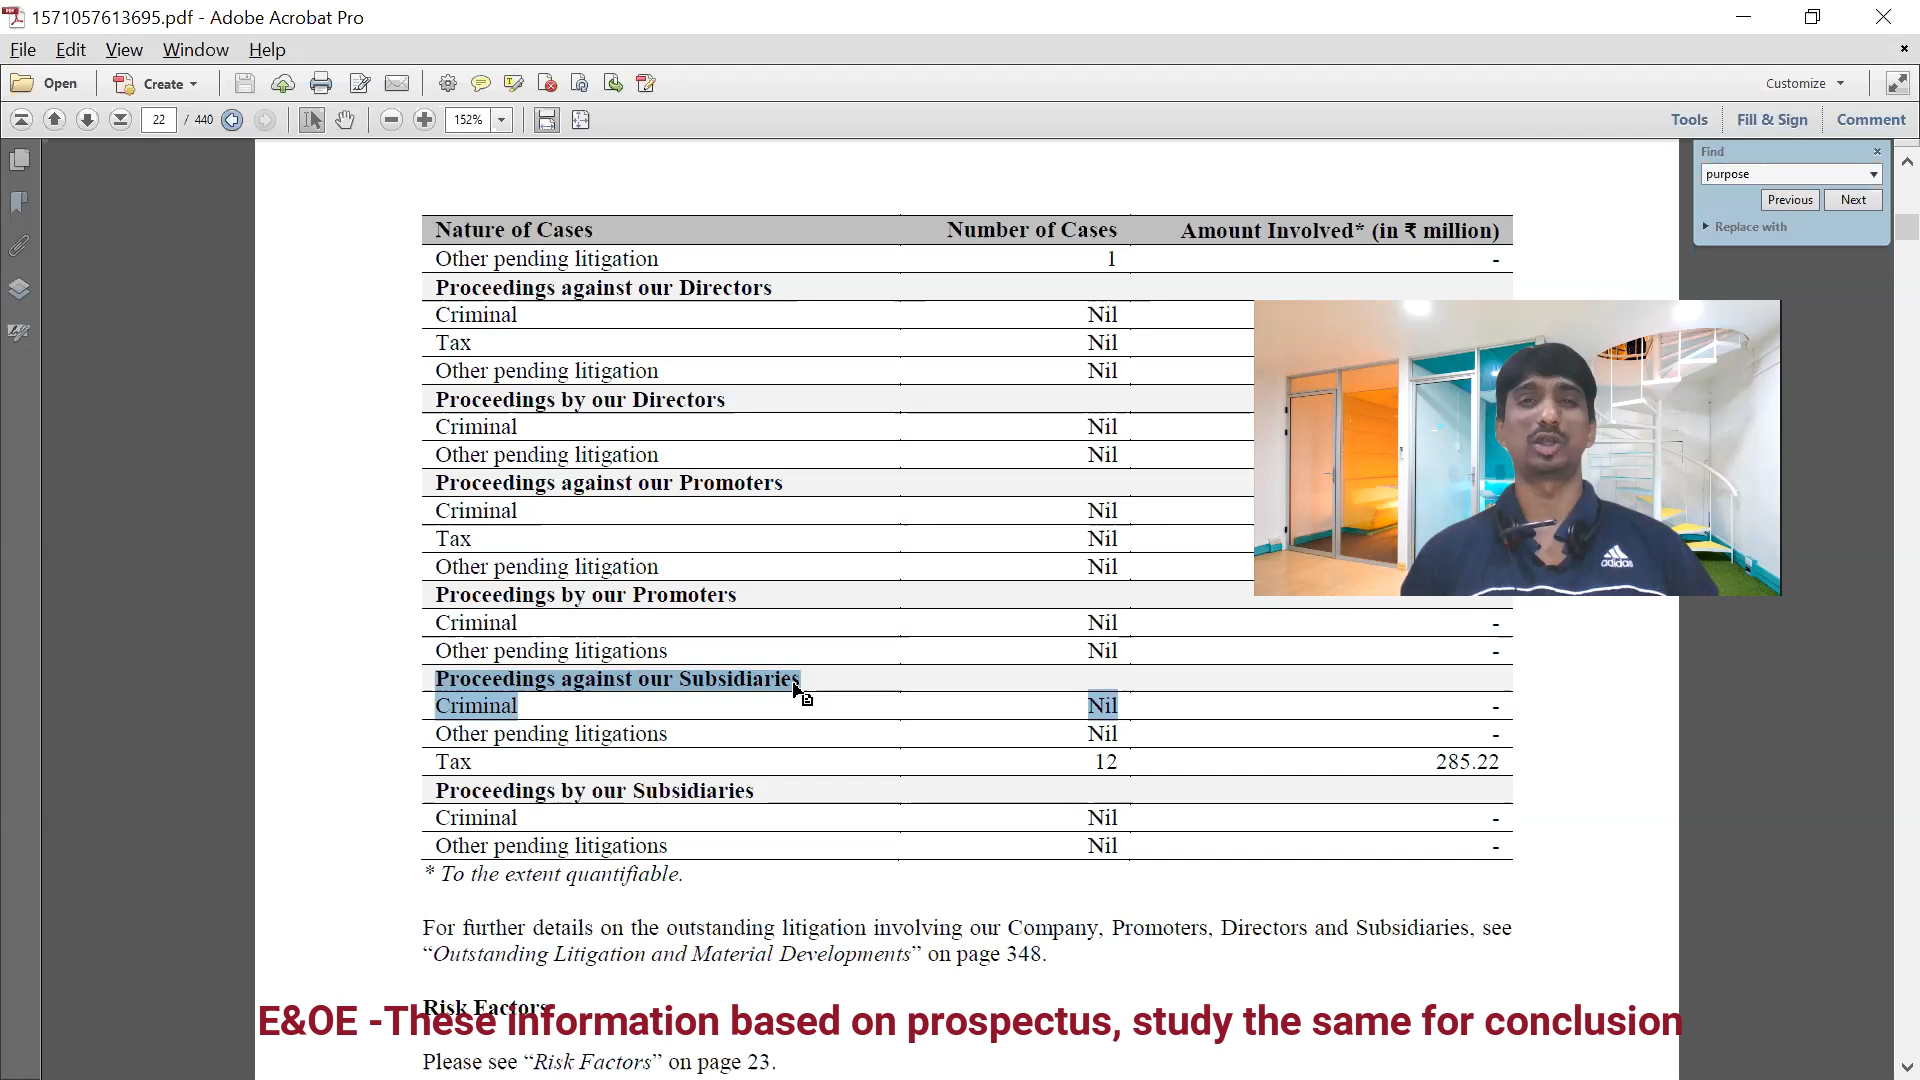 1571057613695.pdf - Adobe Acrobat Pro
File Edit View Window Help
Open Create Customize
22 / 440 152% Tools Fill & Sign Comment
Find
purpose
Previous Next
Replace with
Nature of Cases Number of Cases Amount Involved* (in ₹ million)
Other pending litigation 1 -
Proceedings against our Directors
Criminal Nil
Tax Nil
Other pending litigation Nil
Proceedings by our Directors
Criminal Nil
Other pending litigation Nil
Proceedings against our Promoters
Criminal Nil
Tax Nil
Other pending litigation Nil
Proceedings by our Promoters
Criminal Nil -
Other pending litigations Nil -
Proceedings against our Subsidiaries
Criminal Nil -
Other pending litigations Nil -
Tax 12 285.22
Proceedings by our Subsidiaries
Criminal Nil -
Other pending litigations Nil -
* To the extent quantifiable.
For further details on the outstanding litigation involving our Company, Promoters, Directors and Subsidiaries, see
“Outstanding Litigation and Material Developments” on page 348.
Risk Factors
E&OE -These information based on prospectus, study the same for conclusion
Please see “Risk Factors” on page 23.
adidas